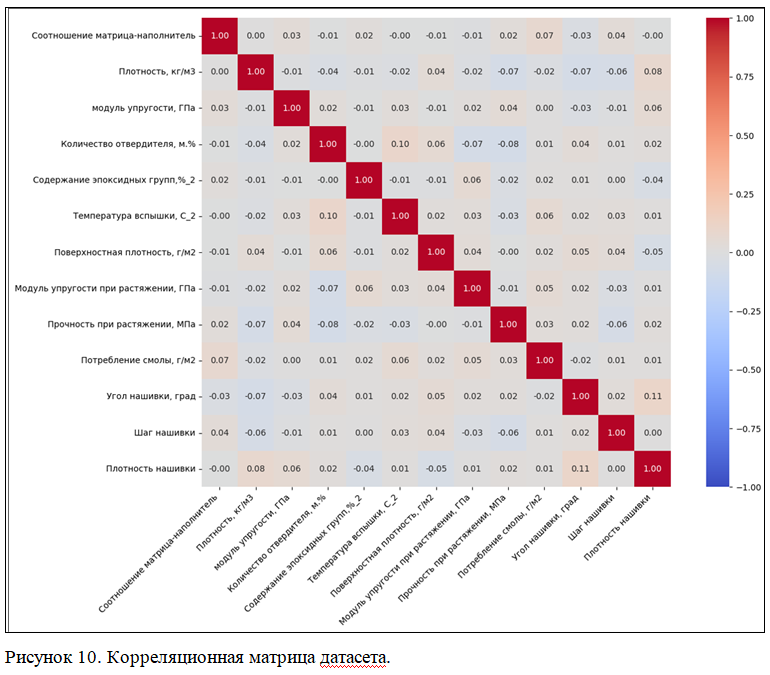 Соотношение матрица-наполнитель 1.00 0.00 0.03 -0.01 0.02 -0.00 -0.01 -0.01 0.02 0.07 -0.03 0.04 -0.00
Плотность, кг/м3 0.00 1.00 -0.01 -0.04 -0.01 -0.02 0.04 -0.02 -0.07 -0.02 -0.07 -0.06 0.08
модуль упругости, ГПа 0.03 -0.01 1.00 0.02 -0.01 0.03 -0.01 0.02 0.04 0.00 -0.03 -0.01 0.06
Количество отвердителя, м.% -0.01 -0.04 0.02 1.00 -0.00 0.10 0.06 -0.07 -0.08 0.01 0.04 0.01 0.02
Содержание эпоксидных групп,%_2 0.02 -0.01 -0.01 -0.00 1.00 -0.01 -0.01 0.06 -0.02 0.02 0.01 0.00 -0.04
Температура вспышки, С_2 -0.00 -0.02 0.03 0.10 -0.01 1.00 0.02 0.03 -0.03 0.06 0.02 0.03 0.01
Поверхностная плотность, г/м2 -0.01 0.04 -0.01 0.06 -0.01 0.02 1.00 0.04 -0.00 0.02 0.05 0.04 -0.05
Модуль упругости при растяжении, ГПа -0.01 -0.02 0.02 -0.07 0.06 0.03 0.04 1.00 -0.01 0.05 0.02 -0.03 0.01
Прочность при растяжении, МПа 0.02 -0.07 0.04 -0.08 -0.02 -0.03 -0.00 -0.01 1.00 0.03 0.02 -0.06 0.02
Потребление смолы, г/м2 0.07 -0.02 0.00 0.01 0.02 0.06 0.02 0.05 0.03 1.00 -0.02 0.01 0.01
Угол нашивки, град -0.03 -0.07 -0.03 0.04 0.01 0.02 0.05 0.02 0.02 -0.02 1.00 0.02 0.11
Шаг нашивки 0.04 -0.06 -0.01 0.01 0.00 0.03 0.04 -0.03 -0.06 0.01 0.02 1.00 0.00
Плотность нашивки -0.00 0.08 0.06 0.02 -0.04 0.01 -0.05 0.01 0.02 0.01 0.11 0.00 1.00
Соотношение матрица-наполнитель
Плотность, кг/м3
модуль упругости, ГПа
Количество отвердителя, м.%
Содержание эпоксидных групп,%_2
Температура вспышки, С_2
Поверхностная плотность, г/м2
Модуль упругости при растяжении, ГПа
Прочность при растяжении, МПа
Потребление смолы, г/м2
Угол нашивки, град
Шаг нашивки
Плотность нашивки
1.00
0.75
0.50
0.25
0.00
−0.25
−0.50
−0.75
−1.00
Рисунок 10. Корреляционная матрица датасета.